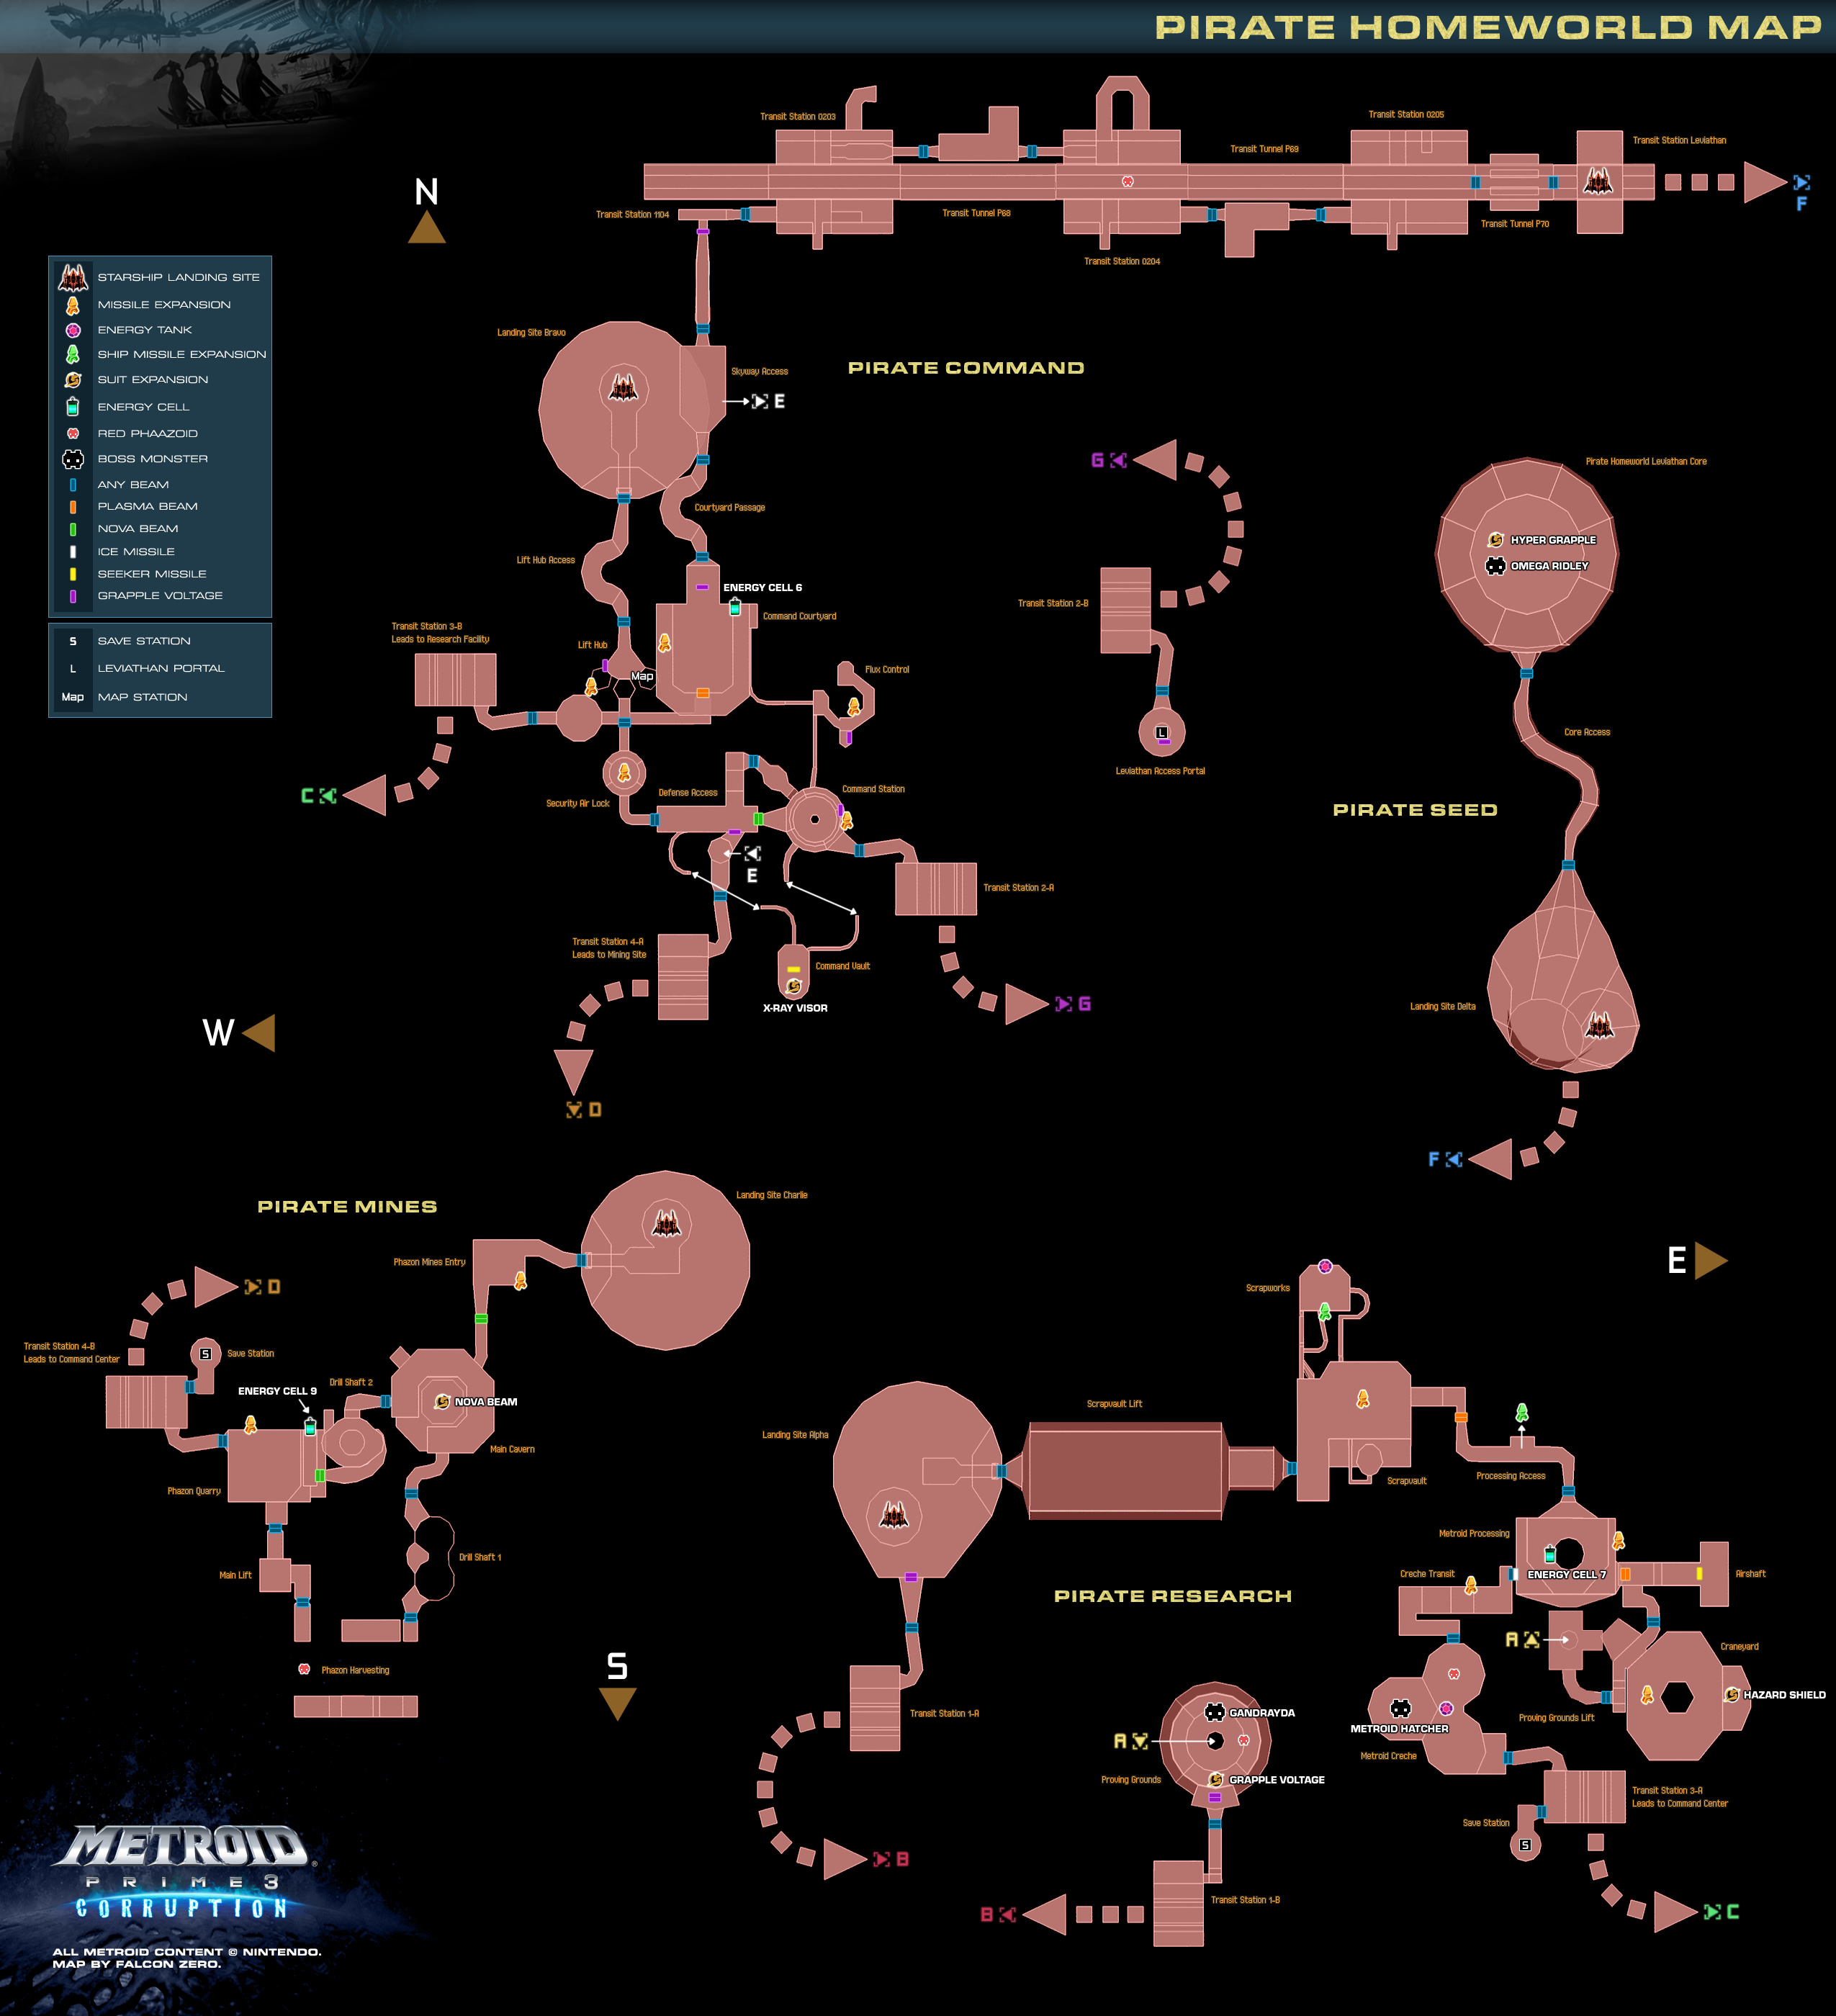 PIRATE HOMEWORLD MAP
Transit Station 0203
Transit Station 0205
Transit Station Leviathan
Transit Tunnel P69
F
Transit Station 1104
Transit Tunnel P68
Transit Tunnel P70
Transit Station 0204
N
STARSHIP LANDING SITE
MISSILE EXPANSION
ENERGY TANK
SHIP MISSILE EXPANSION
SUIT EXPANSION
ENERGY CELL
RED PHAAZOID
BOSS MONSTER
ANY BEAM
PLASMA BEAM
NOVA BEAM
ICE MISSILE
SEEKER MISSILE
GRAPPLE VOLTAGE
S SAVE STATION
L LEVIATHAN PORTAL
Map MAP STATION
Landing Site Bravo
Skyway Access
E
PIRATE COMMAND
Courtyard Passage
Lift Hub Access
ENERGY CELL 6
Command Courtyard
Transit Station 3-B
Leads to Research Facility
Lift Hub
Map
Flux Control
C
Security Air Lock
Defense Access
Command Station
E
Transit Station 2-A
Transit Station 4-A
Leads to Mining Site
Command Vault
X-RAY VISOR
G
D
W
G
Transit Station 2-B
L
Leviathan Access Portal
Pirate Homeworld Leviathan Core
HYPER GRAPPLE
OMEGA RIDLEY
Core Access
PIRATE SEED
Landing Site Delta
F
PIRATE MINES
Landing Site Charlie
Phazon Mines Entry
D
Transit Station 4-B
Leads to Command Center
S
Save Station
ENERGY CELL 9
Drill Shaft 2
NOVA BEAM
Main Cavern
Phazon Quarry
Main Lift
Drill Shaft 1
Phazon Harvesting
S
E
Scrapworks
Landing Site Alpha
Scrapvault Lift
Scrapvault
Processing Access
Metroid Processing
Creche Transit
ENERGY CELL 7
Airshaft
PIRATE RESEARCH
A
Craneyard
HAZARD SHIELD
Proving Grounds Lift
METROID HATCHER
Metroid Creche
Transit Station 1-A
GANDRAYDA
A
Proving Grounds
GRAPPLE VOLTAGE
Transit Station 3-A
Leads to Command Center
Save Station
S
B
B
Transit Station 1-B
C
METROID
PRIME 3
CORRUPTION
ALL METROID CONTENT © NINTENDO.
MAP BY FALCON ZERO.